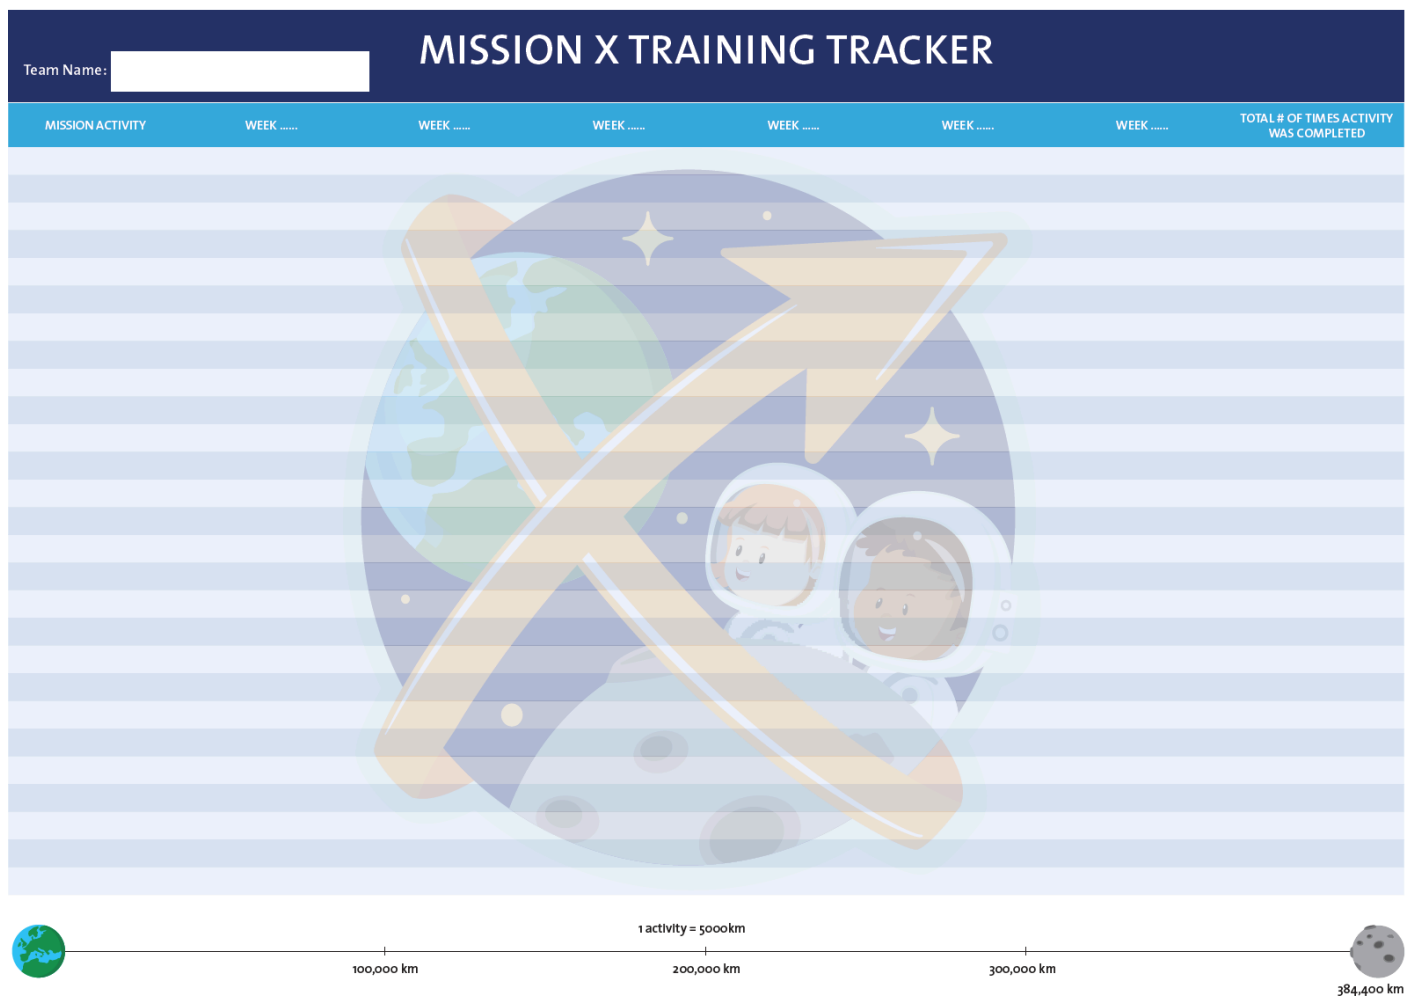 MISSION X TRAINING TRACKER
Team Name:
MISSION ACTIVITY WEEK ...... WEEK ...... WEEK ...... WEEK ...... WEEK ...... WEEK ...... TOTAL # OF TIMES ACTIVITY
WAS COMPLETED
1 activity = 5000km
100,000 km 200,000 km 300,000 km
384,400 km